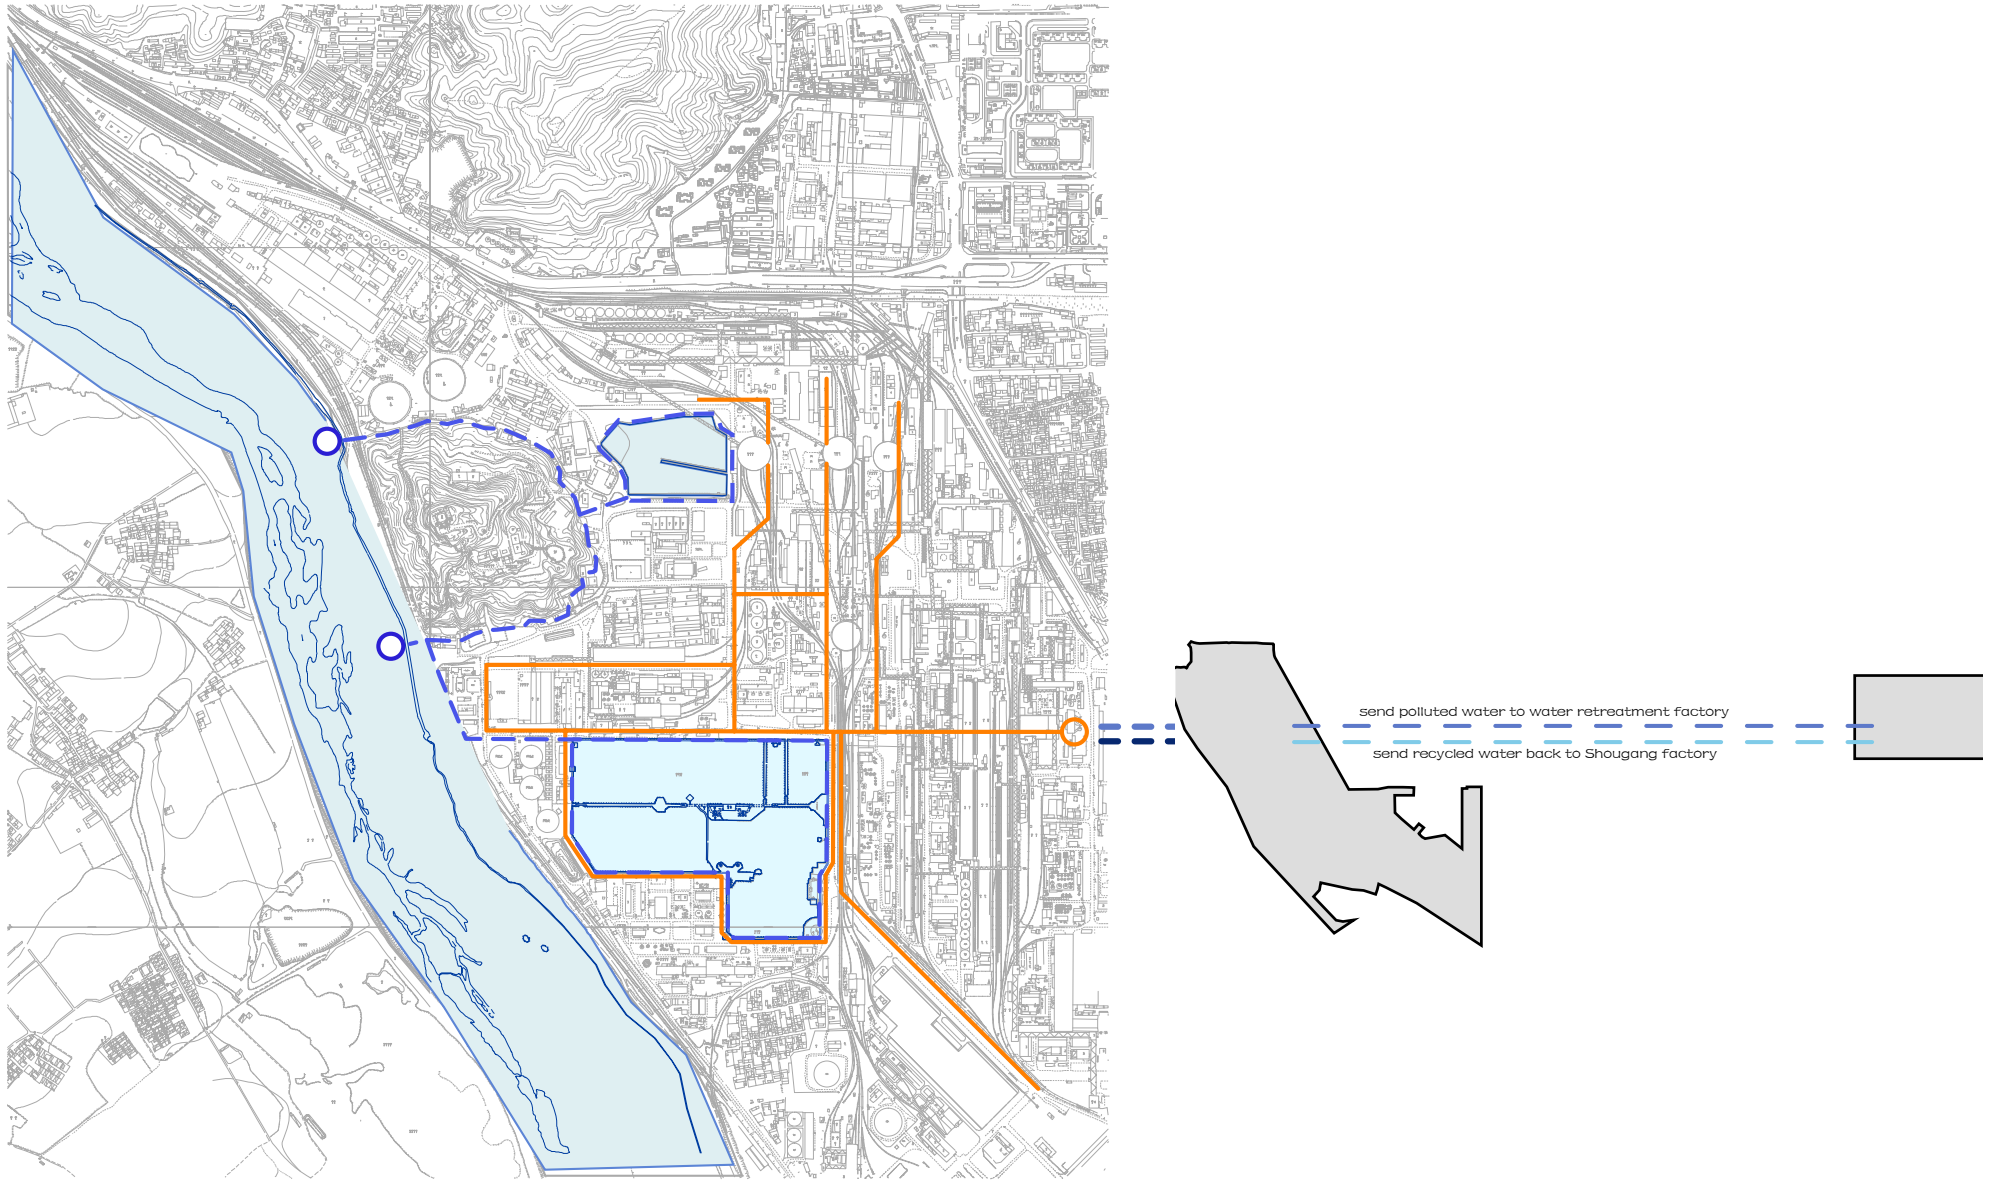 send polluted water to water retreatment factory
send recycled water back to Shougang factory